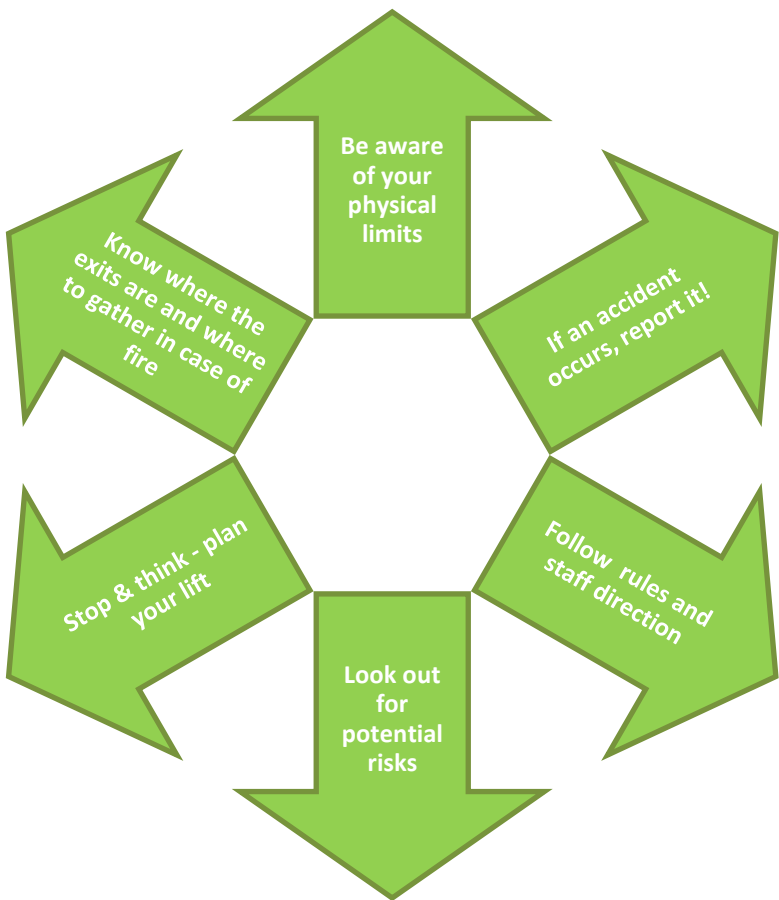 Be aware
of your
physical
limits
If an accident
occurs, report it!
Follow  rules and
staff direction
Look out
for
potential
risks
Stop & think - plan
your lift
Know where the
exits are and where
to gather in case of
fire